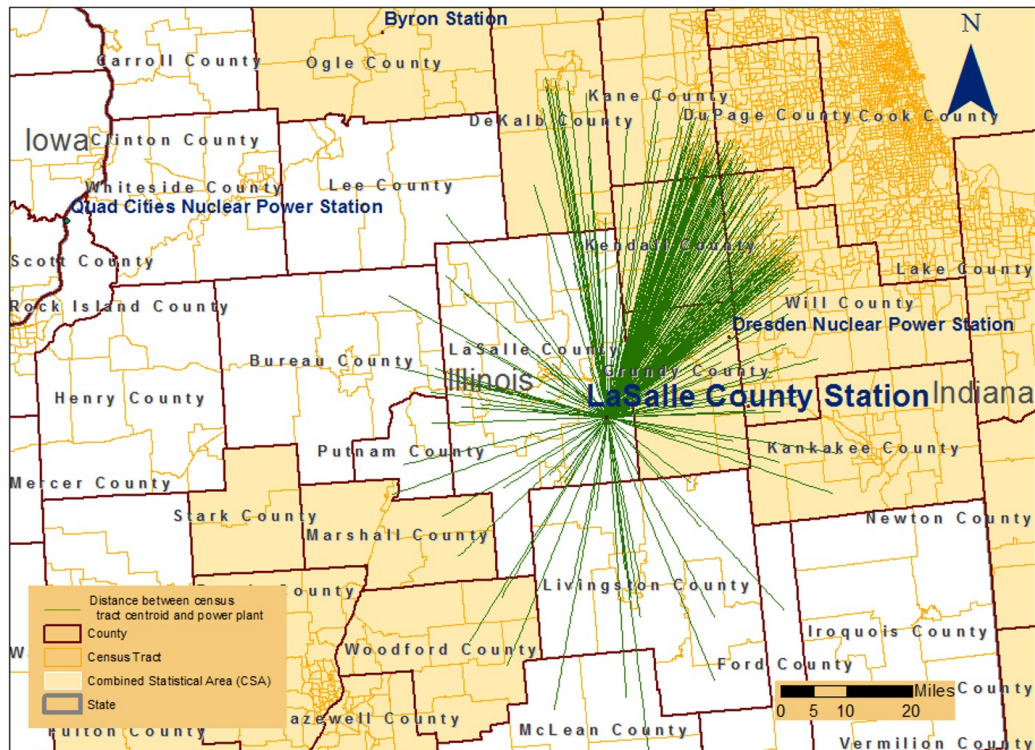 Byron Station
N
Carroll County
Ogle County
Kane County
DeKalb County
DuPage County
Cook County
Iowa
Clinton County
Whiteside County
Lee County
Quad Cities Nuclear Power Station
Kendall County
Scott County
Lake County
Rock Island County
Will County
Dresden Nuclear Power Station
Bureau County
LaSalle County
Grundy County
Illinois
LaSalle County Station
Indiana
Henry County
Putnam County
Kankakee County
Mercer County
Stark County
Newton County
Marshall County
Livingston County
County
Distance between census
tract centroid and power plant
County
Census Tract
Combined Statistical Area (CSA)
State
Woodford County
Iroquois County
Ford County
Miles
0 5 10 20
County
McLean County
Vermilion County